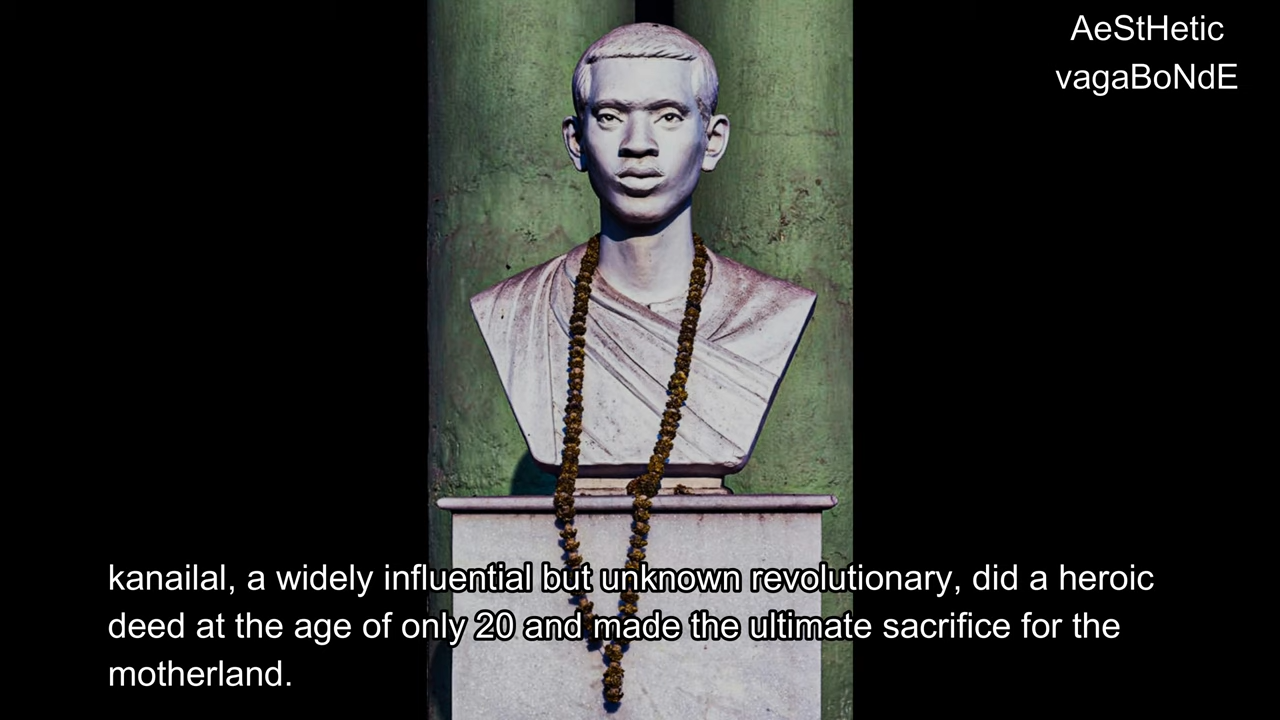 AeStHetic
vagaBoNdE
kanailal, a widely influential but unknown revolutionary, did a heroic
deed at the age of only 20 and made the ultimate sacrifice for the
motherland.